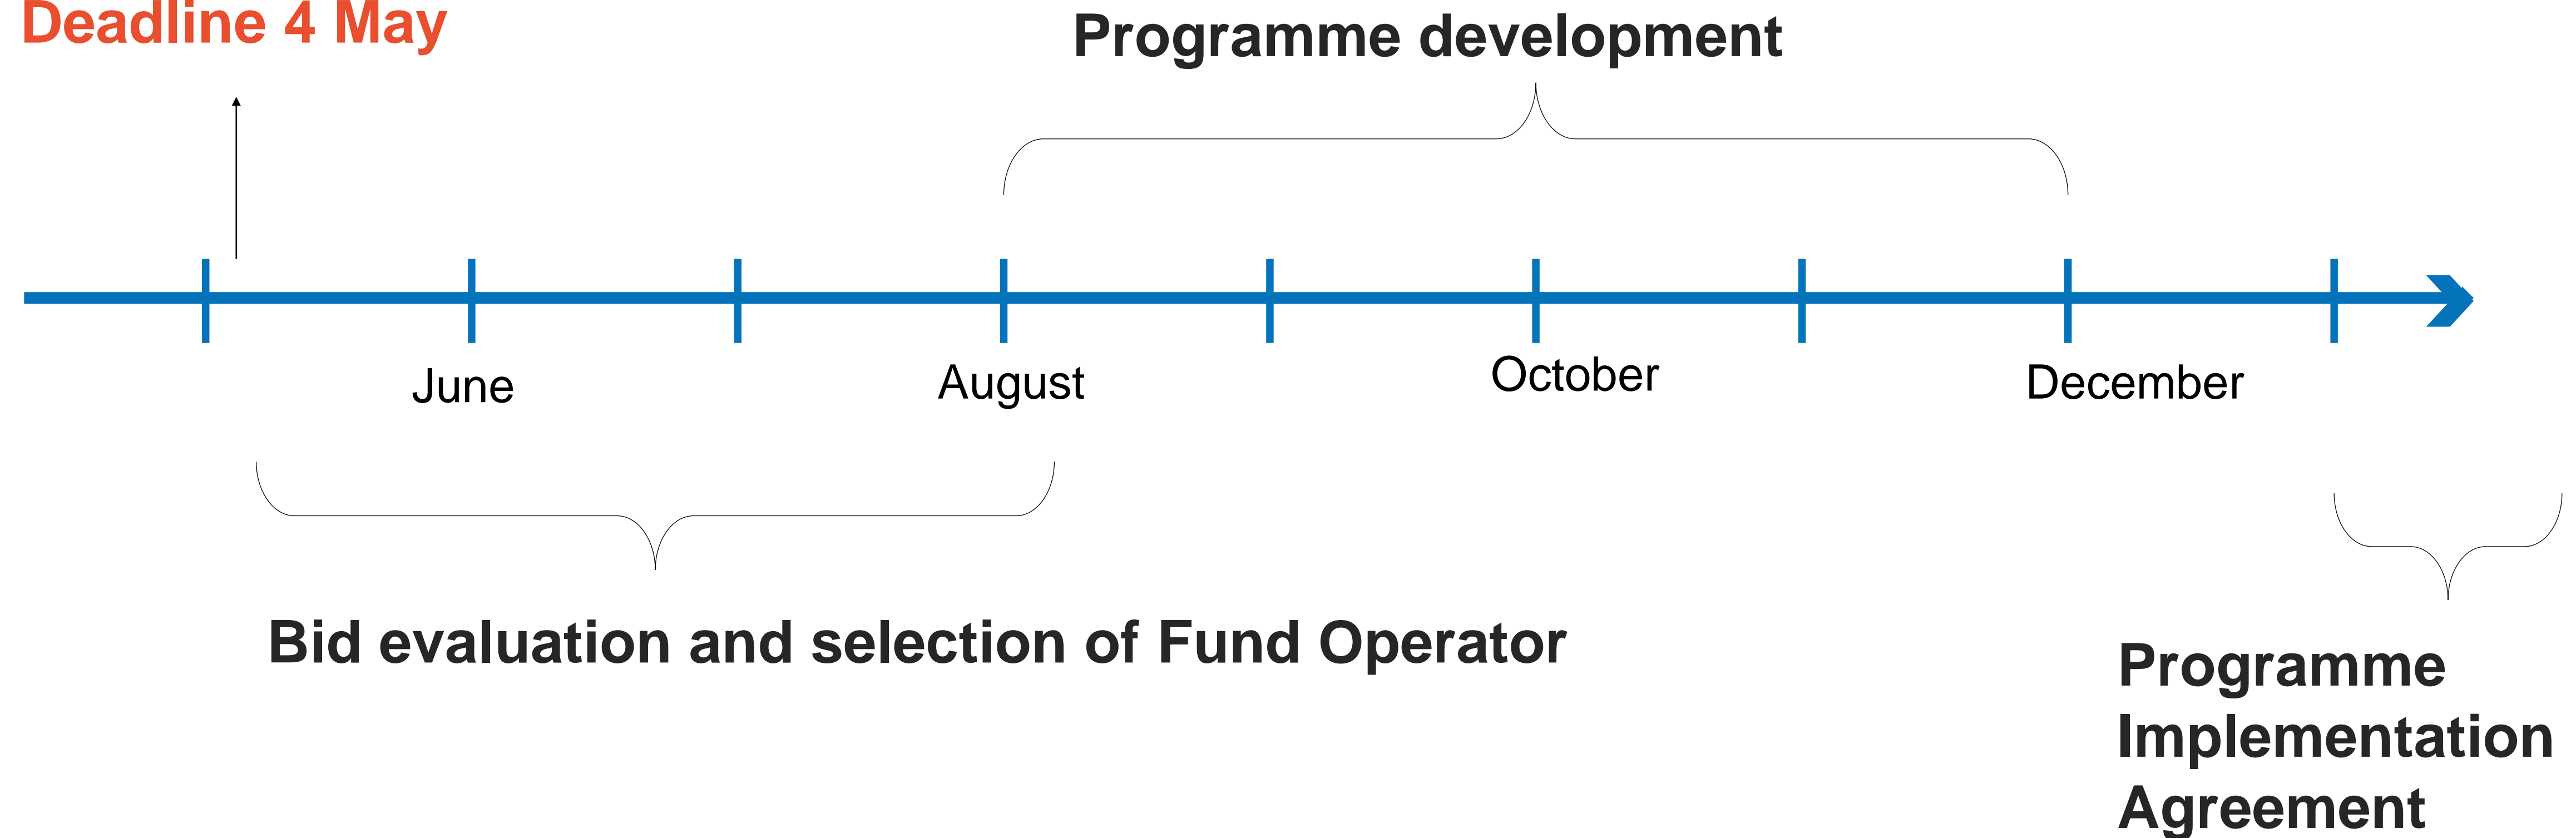 Deadline 4 May
Programme development
June
August
October
December
Bid evaluation and selection of Fund Operator
Programme
Implementation
Agreement